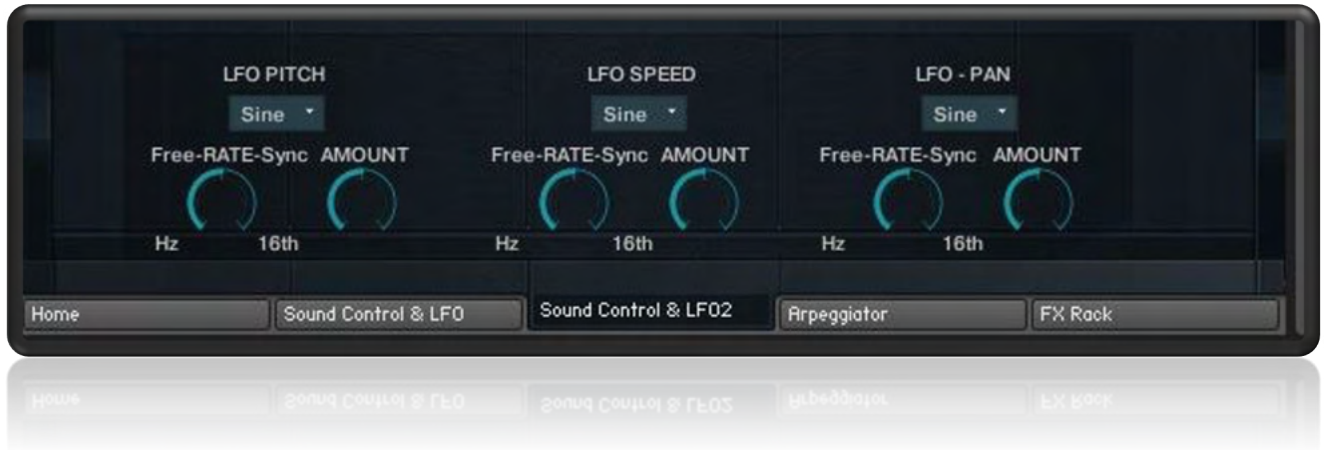 LFO PITCH LFO SPEED LFO - PAN
Sine Sine Sine
Free-RATE-Sync AMOUNT Free-RATE-Sync AMOUNT Free-RATE-Sync AMOUNT
Hz 16th Hz 16th Hz 16th
Home Sound Control & LFO Sound Control & LFO2 Arpeggiator FX Rack